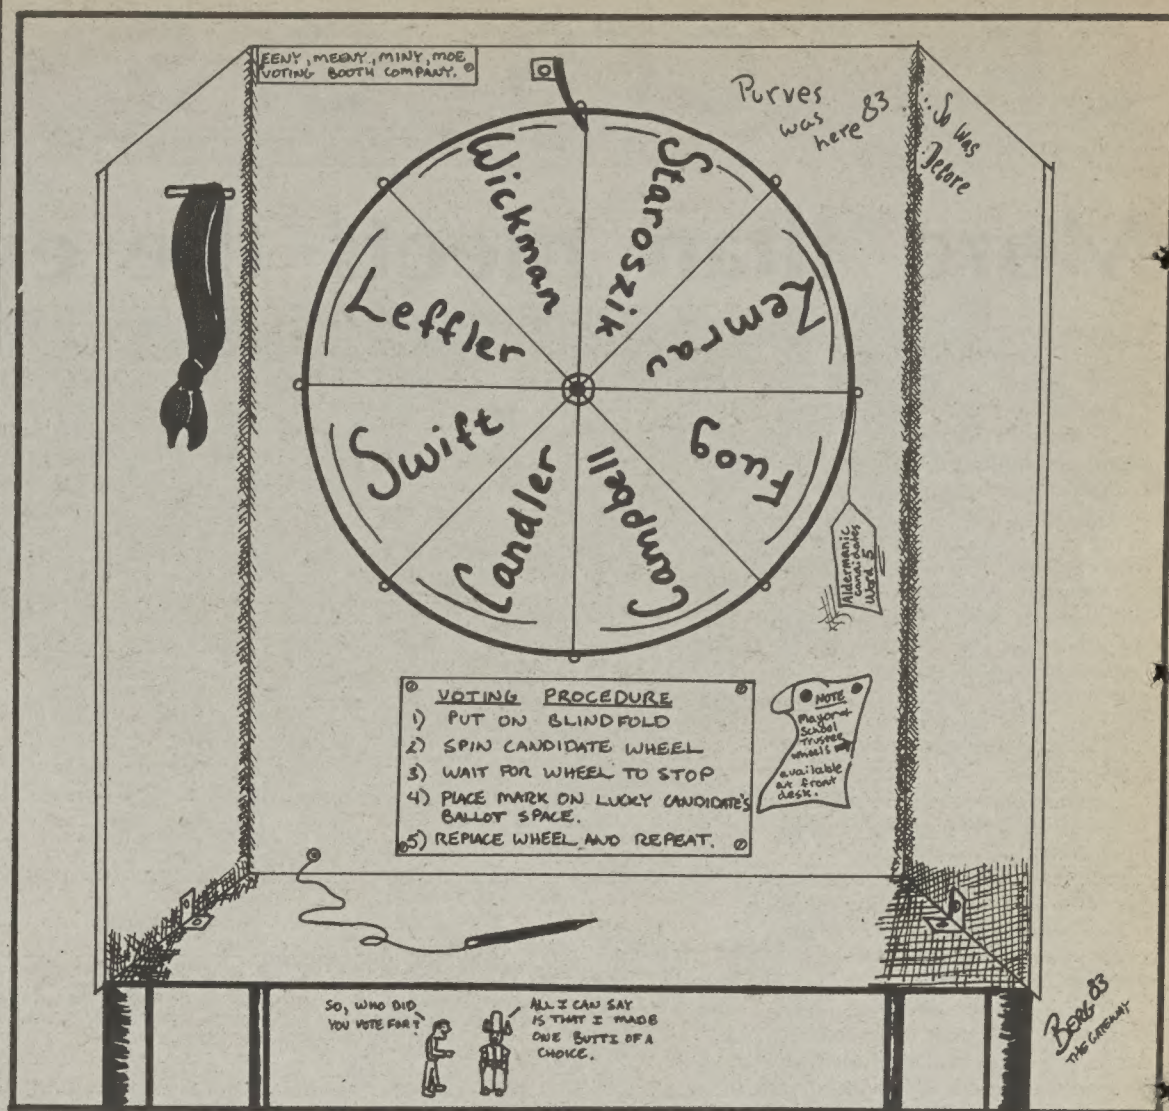 EENY, MEENY, MINY, MOE
VOTING BOOTH COMPANY.
Purves
was
here 83
...So Was
Decore
Wickman
Staroszik
Zemrau
Tuog
Campbell
Candler
Swift
Leffler
Aldermanic
candidates
Ward 5
VOTING PROCEDURE
1) PUT ON BLINDFOLD
2) SPIN CANDIDATE WHEEL
3) WAIT FOR WHEEL TO STOP
4) PLACE MARK ON LUCKY CANDIDATE'S
BALLOT SPACE.
5) REPLACE WHEEL AND REPEAT.
NOTE
Mayor +
School
Trustee
wheels
available
at front
desk.
SO, WHO DID
YOU VOTE FOR?
ALL I CAN SAY
IS THAT I MADE
ONE BUTTI OF A
CHOICE.
BERG 83
THE GATEWAY